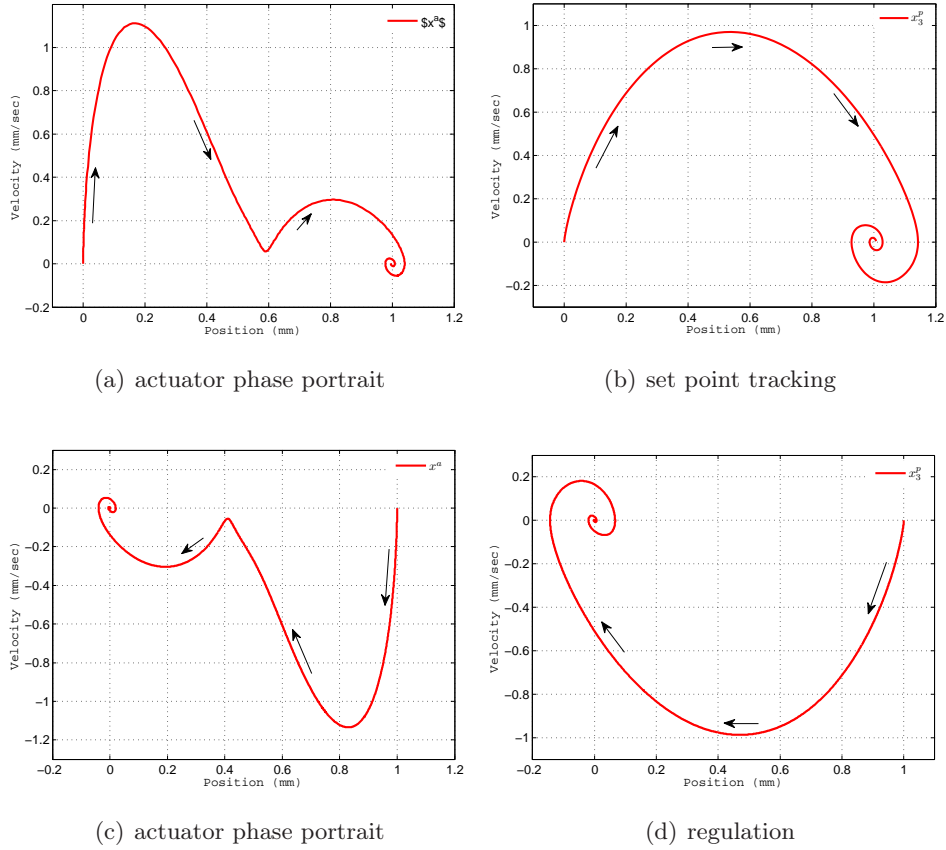 $x^a$
1
0.8
0.6
0.4
0.2
0
−0.2
0 0.2 0.4 0.6 0.8 1 1.2
Velocity (mm/sec)
Position (mm)
(a) actuator phase portrait
x_3^p
1
0.8
0.6
0.4
0.2
0
−0.2
0 0.2 0.4 0.6 0.8 1 1.2
Velocity (mm/sec)
Position (mm)
(b) set point tracking
x^a
0.2
0
−0.2
−0.4
−0.6
−0.8
−1
−1.2
−0.2 0 0.2 0.4 0.6 0.8 1 1.2
Velocity (mm/sec)
Position (mm)
(c) actuator phase portrait
x_3^p
0.2
0
−0.2
−0.4
−0.6
−0.8
−1
−0.2 0 0.2 0.4 0.6 0.8 1
Velocity (mm/sec)
Position (mm)
(d) regulation